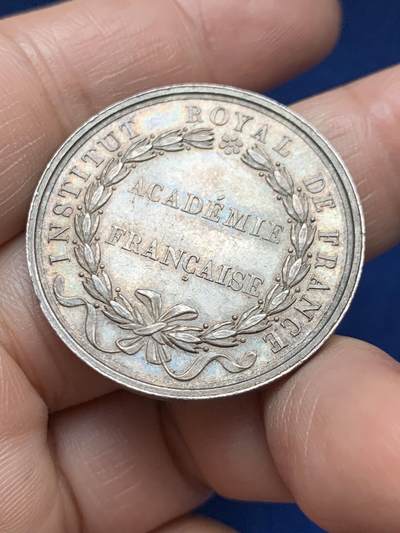 INSTITUT ROYAL DE FRANCE
ACADÉMIE
FRANÇAISE